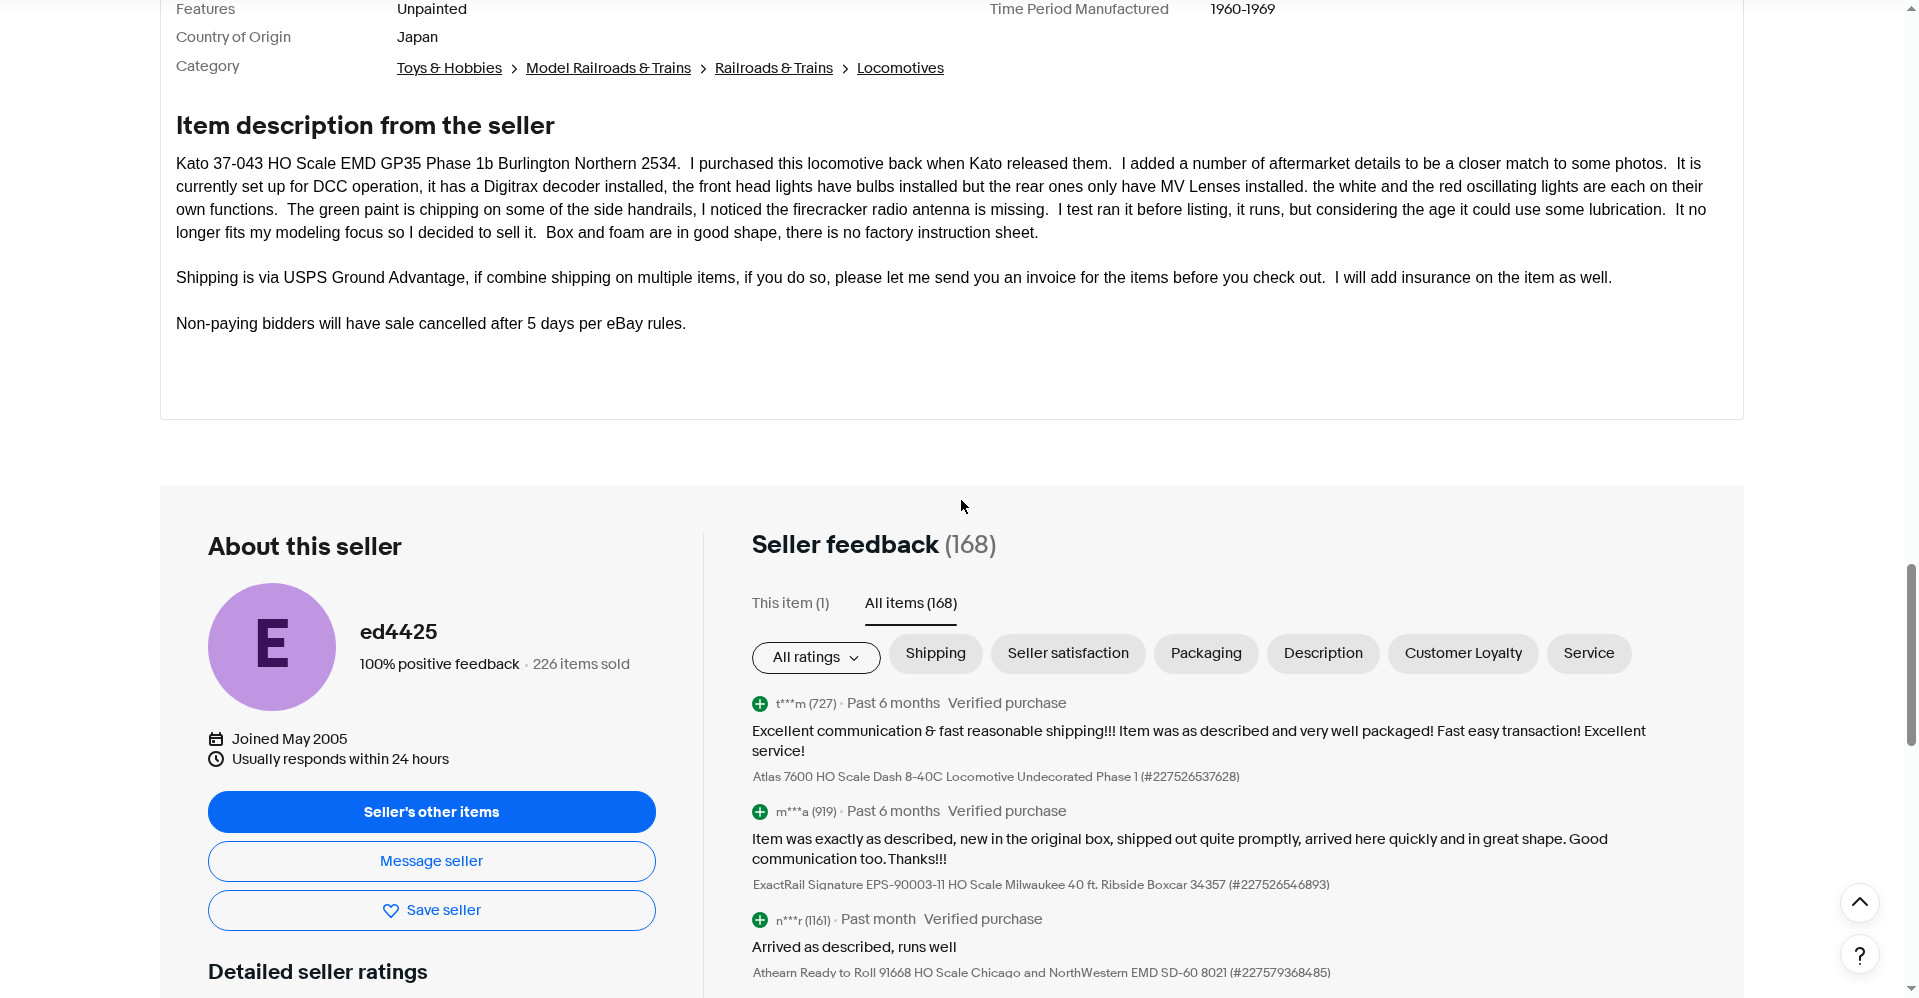 Features Unpainted Time Period Manufactured 1960-1969
Country of Origin Japan
Category Toys & Hobbies > Model Railroads & Trains > Railroads & Trains > Locomotives
Item description from the seller
Kato 37-043 HO Scale EMD GP35 Phase 1b Burlington Northern 2534.  I purchased this locomotive back when Kato released them.  I added a number of aftermarket details to be a closer match to some photos.  It is
currently set up for DCC operation, it has a Digitrax decoder installed, the front head lights have bulbs installed but the rear ones only have MV Lenses installed. the white and the red oscillating lights are each on their
own functions.  The green paint is chipping on some of the side handrails, I noticed the firecracker radio antenna is missing.  I test ran it before listing, it runs, but considering the age it could use some lubrication.  It no
longer fits my modeling focus so I decided to sell it.  Box and foam are in good shape, there is no factory instruction sheet.
Shipping is via USPS Ground Advantage, if combine shipping on multiple items, if you do so, please let me send you an invoice for the items before you check out.  I will add insurance on the item as well.
Non-paying bidders will have sale cancelled after 5 days per eBay rules.
About this seller
E
ed4425
100% positive feedback · 226 items sold
Joined May 2005
Usually responds within 24 hours
Seller's other items
Message seller
Save seller
Detailed seller ratings
Seller feedback (168)
This item (1) All items (168)
All ratings Shipping Seller satisfaction Packaging Description Customer Loyalty Service
t***m (727) · Past 6 months Verified purchase
Excellent communication & fast reasonable shipping!!! Item was as described and very well packaged! Fast easy transaction! Excellent
service!
Atlas 7600 HO Scale Dash 8-40C Locomotive Undecorated Phase 1 (#227526537628)
m***a (919) · Past 6 months Verified purchase
Item was exactly as described, new in the original box, shipped out quite promptly, arrived here quickly and in great shape. Good
communication too. Thanks!!!
ExactRail Signature EPS-90003-11 HO Scale Milwaukee 40 ft. Ribside Boxcar 34357 (#227526546893)
n***r (1161) · Past month Verified purchase
Arrived as described, runs well
Athearn Ready to Roll 91668 HO Scale Chicago and NorthWestern EMD SD-60 8021 (#227579368485)
?